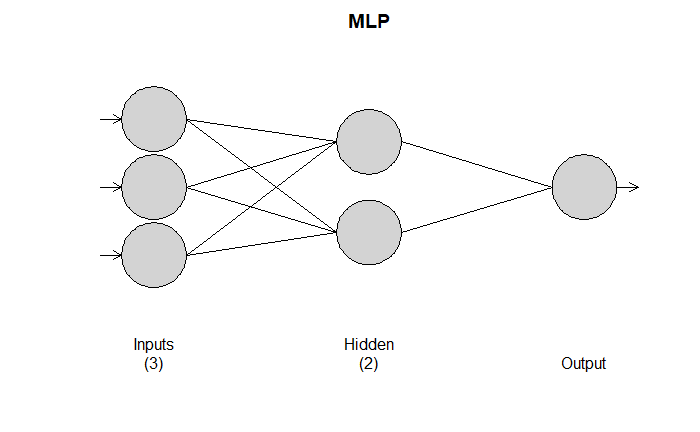 MLP
Inputs
(3)
Hidden
(2)
Output